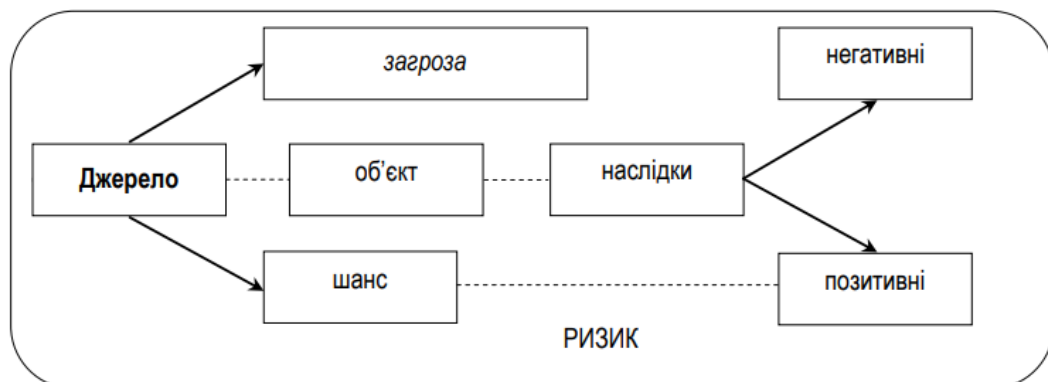 загроза
негативні
Джерело
об’єкт
наслідки
шанс
позитивні
РИЗИК